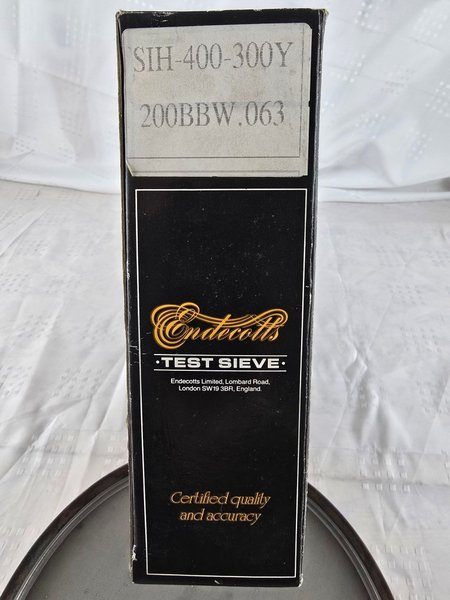 SIH-400-300Y
200BBW.063
Endecotts
·TEST SIEVE·
Endecotts Limited, Lombard Road,
London SW19 3BR, England.
Certified quality
and accuracy